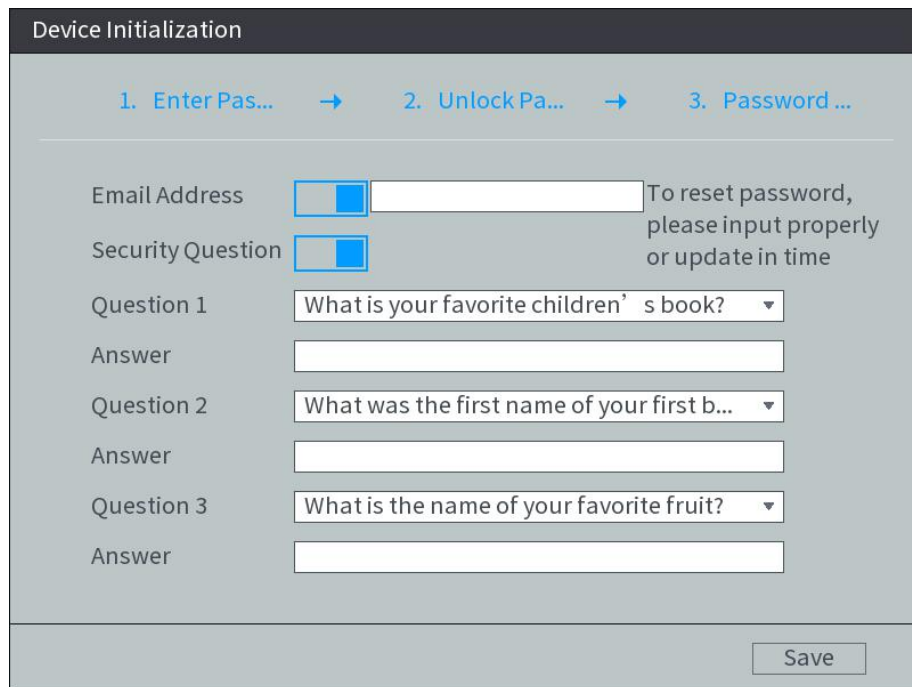 Device Initialization
1. Enter Pas... → 2. Unlock Pa... → 3. Password ...
Email Address
To reset password,
please input properly
or update in time
Security Question
Question 1 What is your favorite children’s book?
Answer
Question 2 What was the first name of your first b...
Answer
Question 3 What is the name of your favorite fruit?
Answer
Save